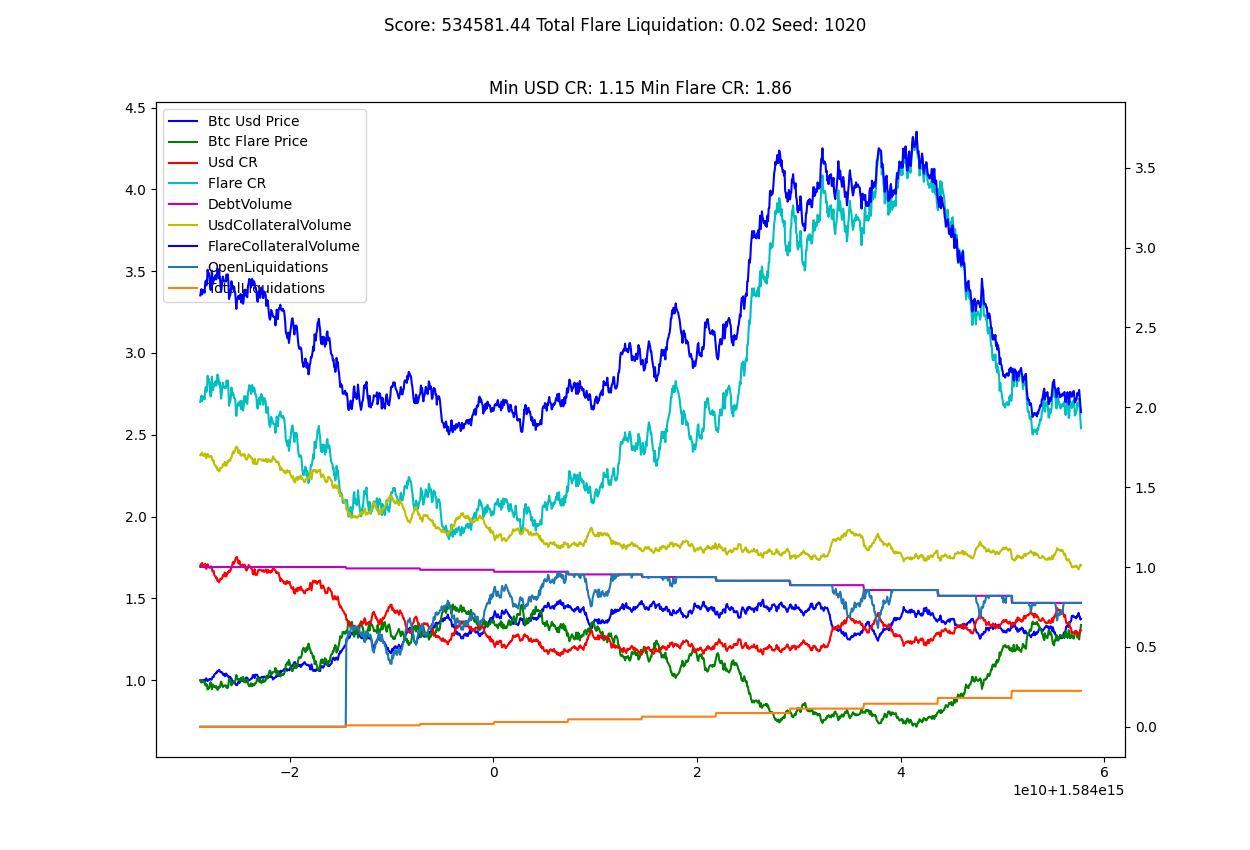 Score: 534581.44 Total Flare Liquidation: 0.02 Seed: 1020
Min USD CR: 1.15 Min Flare CR: 1.86
4.5
4.0
3.5
3.0
2.5
2.0
1.5
1.0
Btc Usd Price
Btc Flare Price
Usd CR
Flare CR
DebtVolume
UsdCollateralVolume
FlareCollateralVolume
OpenLiquidations
TotalLiquidations
3.5
3.0
2.5
2.0
1.5
1.0
0.5
0.0
−2 0 2 4 6
1e10+1.584e15